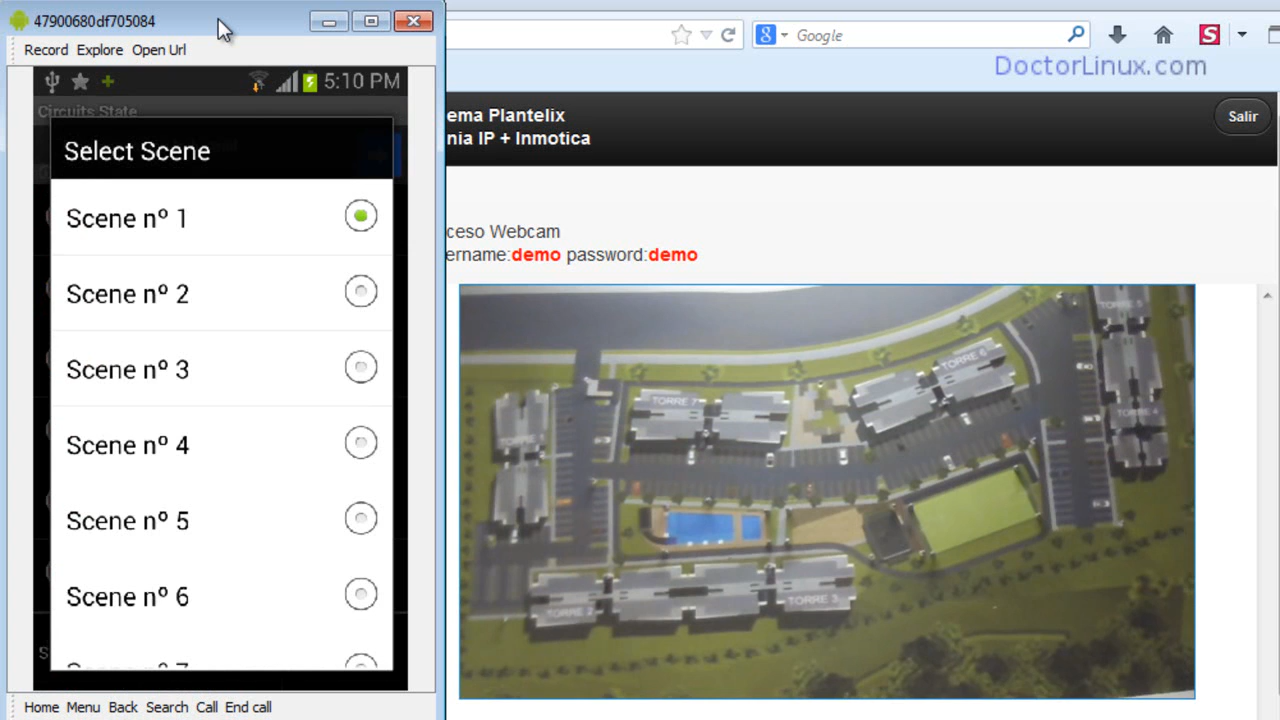 47900680df705084
Record Explore Open Url
5:10 PM
Circuits State
Select Scene
Scene nº 1
Scene nº 2
Scene nº 3
Scene nº 4
Scene nº 5
Scene nº 6
Scene nº 7
Home Menu Back Search Call End call
Google
DoctorLinux.com
ema Plantelix
nia IP + Inmotica
Salir
ceso Webcam
ername:demo password:demo
TORRE 5
TORRE 6
TORRE 7
TORRE 4
TORRE 2
TORRE 3